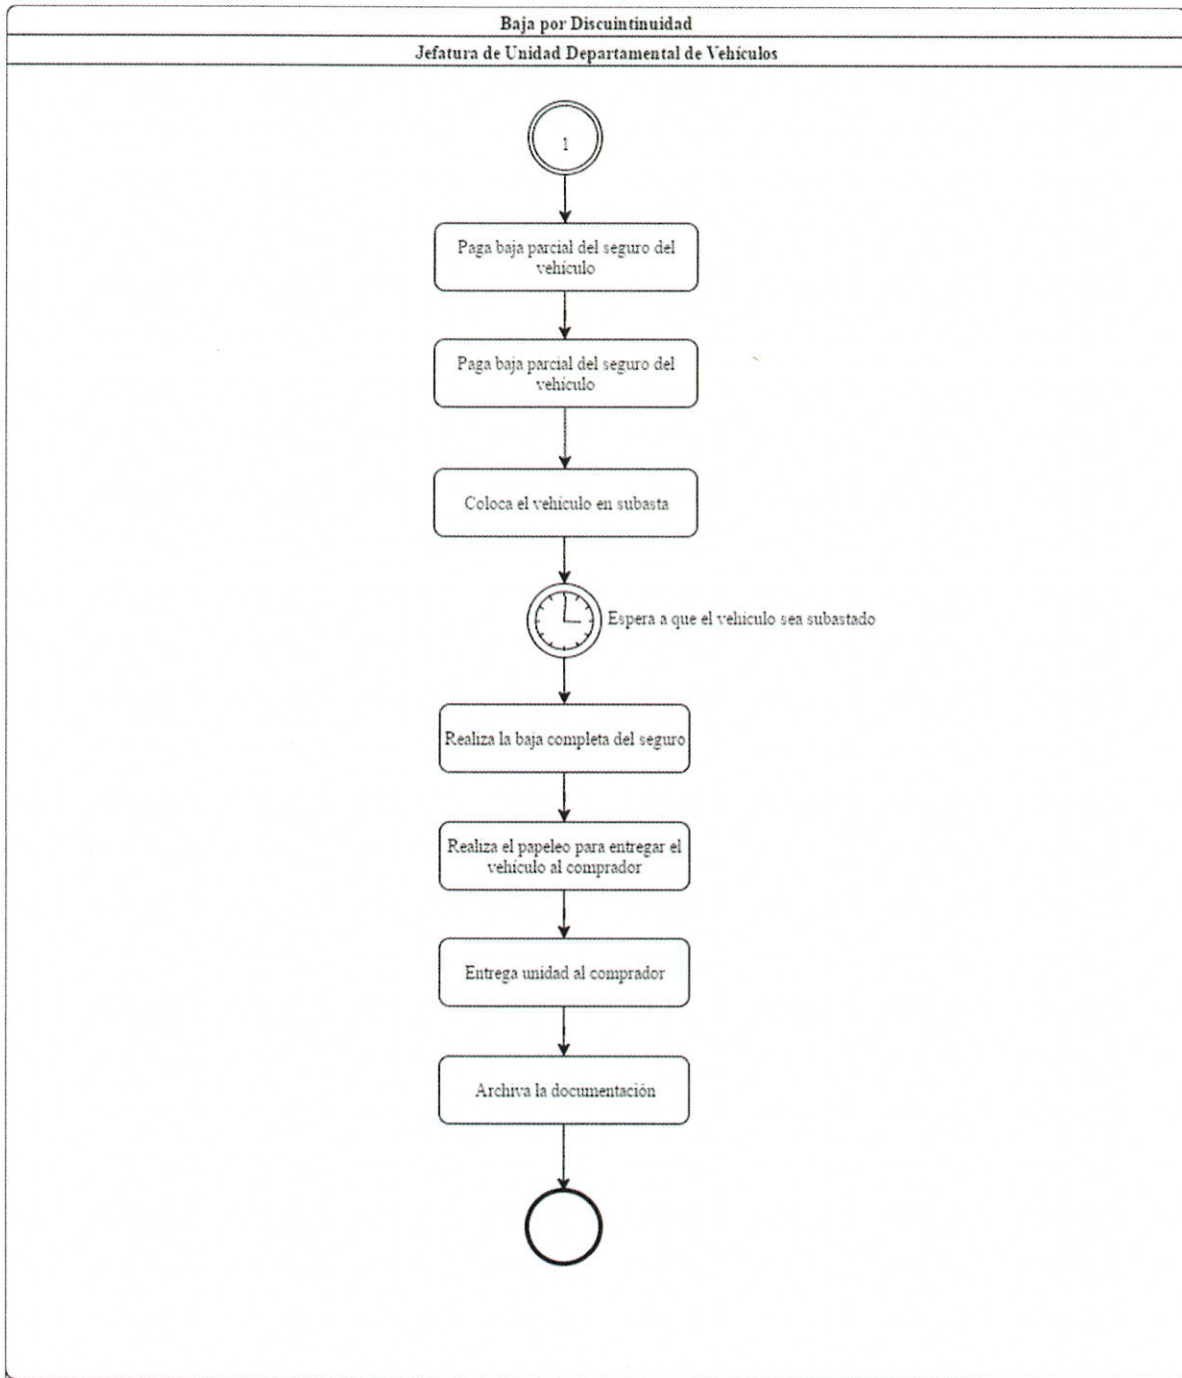 Baja por Discuintinuidad
Jefatura de Unidad Departamental de Vehículos
1
Paga baja parcial del seguro del
vehículo
Paga baja parcial del seguro del
vehículo
Coloca el vehículo en subasta
Espera a que el vehículo sea subastado
Realiza la baja completa del seguro
Realiza el papeleo para entregar el
vehículo al comprador
Entrega unidad al comprador
Archiva la documentación